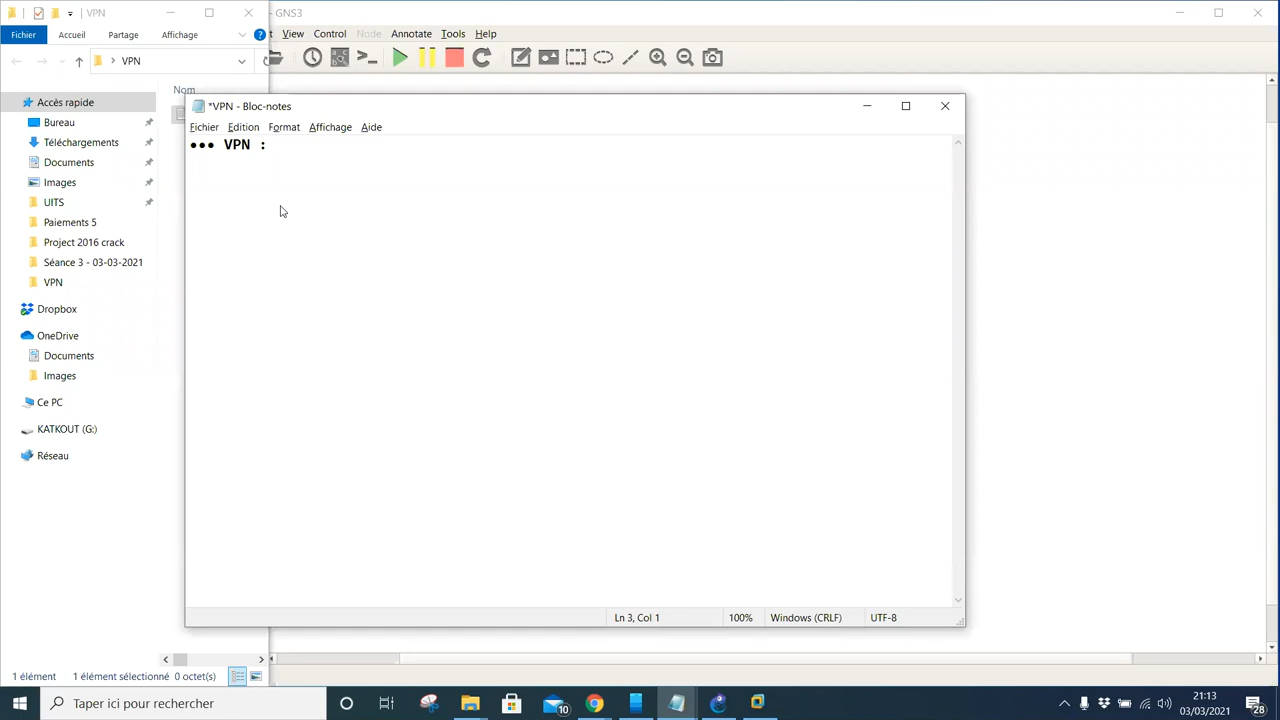 VPN
- GNS3
Fichier
Accueil
Partage
Affichage
View
Control
Node
Annotate
Tools
Help
VPN
Nom
Accès rapide
Bureau
Téléchargements
Documents
Images
UITS
Paiements 5
Project 2016 crack
Séance 3 - 03-03-2021
VPN
Dropbox
OneDrive
Documents
Images
Ce PC
KATKOUT (G:)
Réseau
*VPN - Bloc-notes
Fichier
Edition
Format
Affichage
Aide
••• VPN :
Ln 3, Col 1
100%
Windows (CRLF)
UTF-8
1 élément
1 élément sélectionné
0 octet(s)
Taper ici pour rechercher
10
21:13
03/03/2021
28